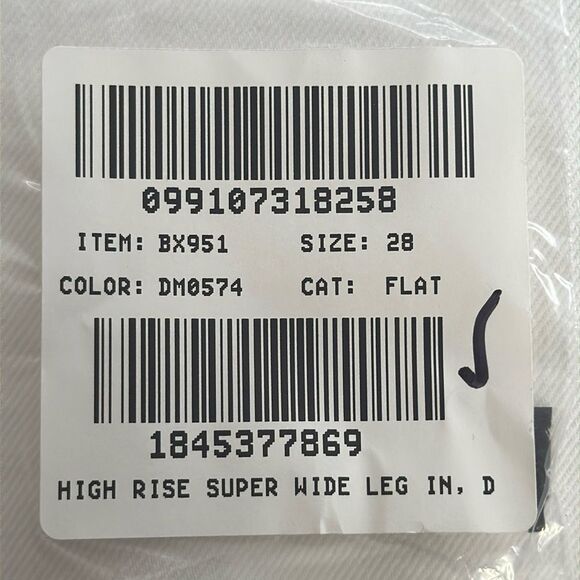 099107318258
ITEM: BX951 SIZE: 28
COLOR: DM0574 CAT: FLAT
1845377869
HIGH RISE SUPER WIDE LEG IN, D